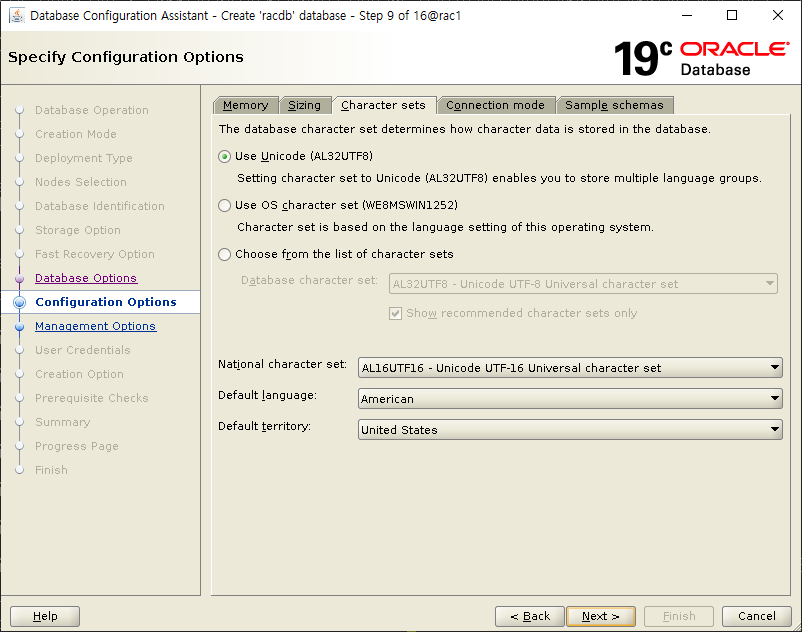 Database Configuration Assistant - Create 'racdb' database - Step 9 of 16@rac1
Specify Configuration Options
19c ORACLE Database
Database Operation
Creation Mode
Deployment Type
Nodes Selection
Database Identification
Storage Option
Fast Recovery Option
Database Options
Configuration Options
Management Options
User Credentials
Creation Option
Prerequisite Checks
Summary
Progress Page
Finish
Memory Sizing Character sets Connection mode Sample schemas
The database character set determines how character data is stored in the database.
Use Unicode (AL32UTF8)
Setting character set to Unicode (AL32UTF8) enables you to store multiple language groups.
Use OS character set (WE8MSWIN1252)
Character set is based on the language setting of this operating system.
Choose from the list of character sets
Database character set: AL32UTF8 - Unicode UTF-8 Universal character set
Show recommended character sets only
National character set: AL16UTF16 - Unicode UTF-16 Universal character set
Default language: American
Default territory: United States
Help < Back Next > Finish Cancel